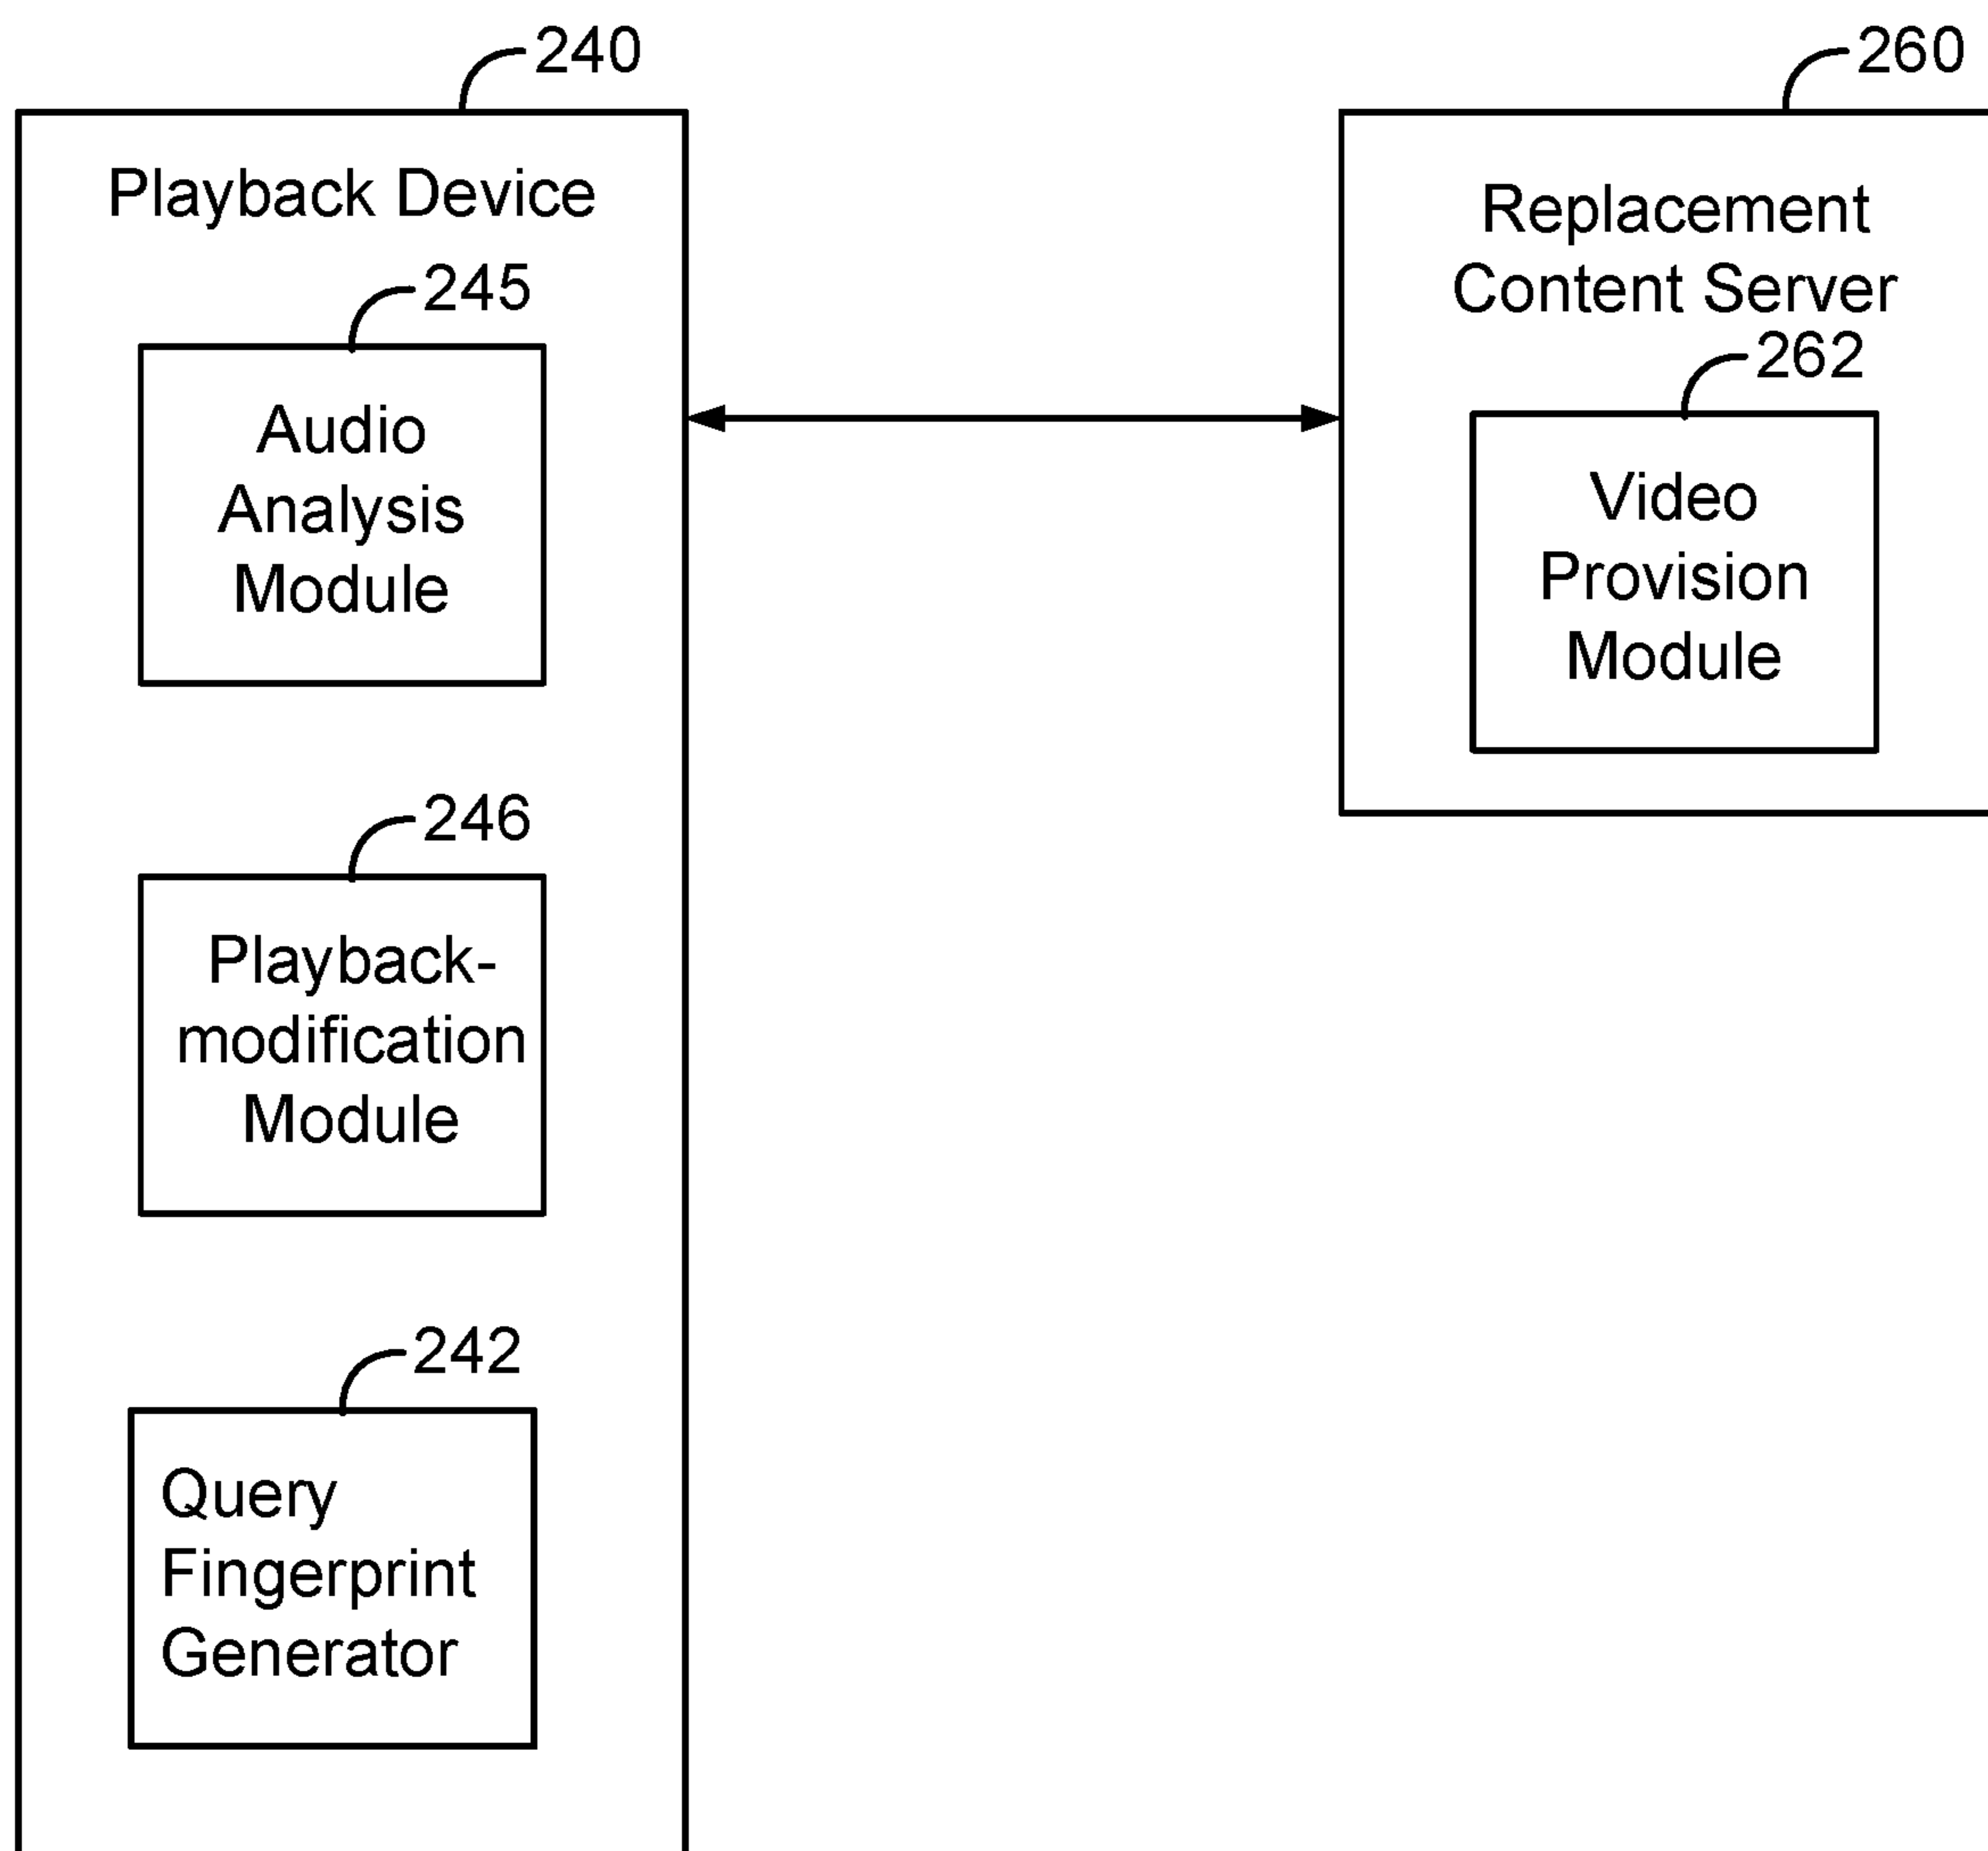 240
Playback Device
245
Audio
Analysis
Module
246
Playback-
modification
Module
242
Query
Fingerprint
Generator
260
Replacement
Content Server
262
Video
Provision
Module